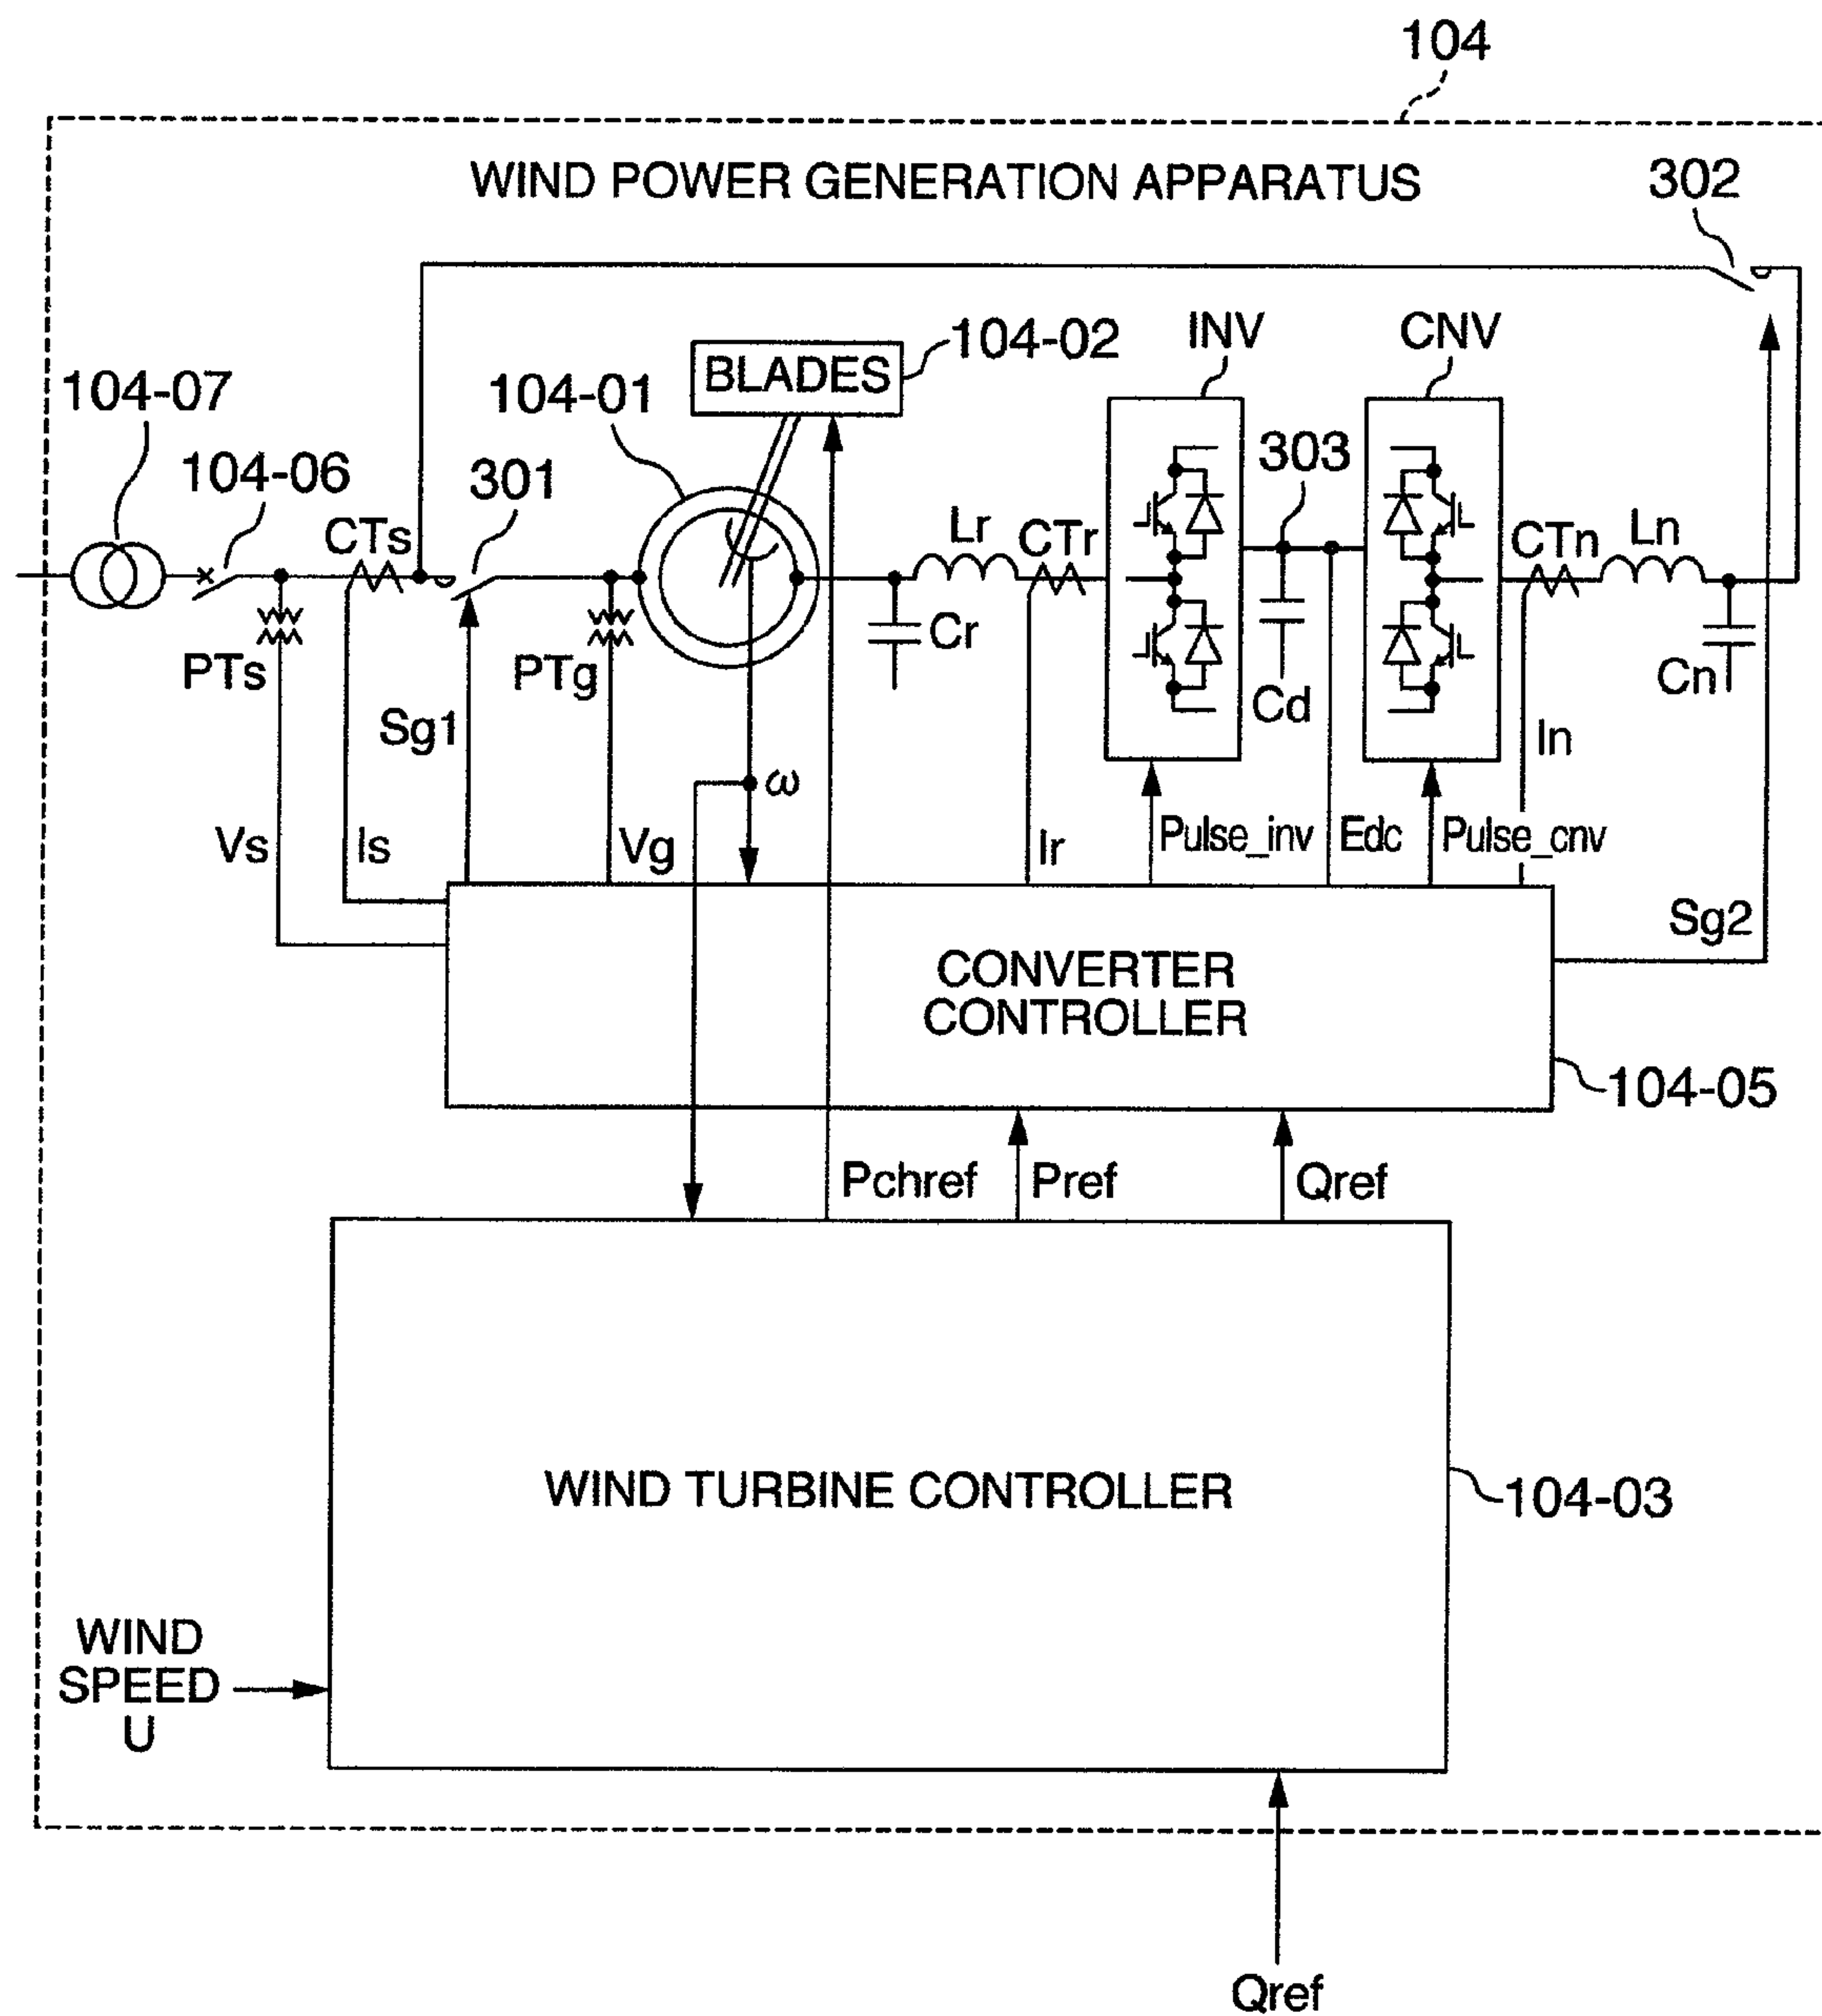 104
WIND POWER GENERATION APPARATUS
302
INV
CNV
104-02
BLADES
104-07
104-01
104-06
301
303
CTs
Lr
CTr
CTn
Ln
PTs
PTg
Cr
Cd
Cn
Sg1
In
ω
Vs
Is
Vg
Ir
Pulse_inv
Edc
Pulse_cnv
Sg2
CONVERTER
CONTROLLER
104-05
Pchref
Pref
Qref
WIND TURBINE CONTROLLER
104-03
WIND
SPEED
U
Qref